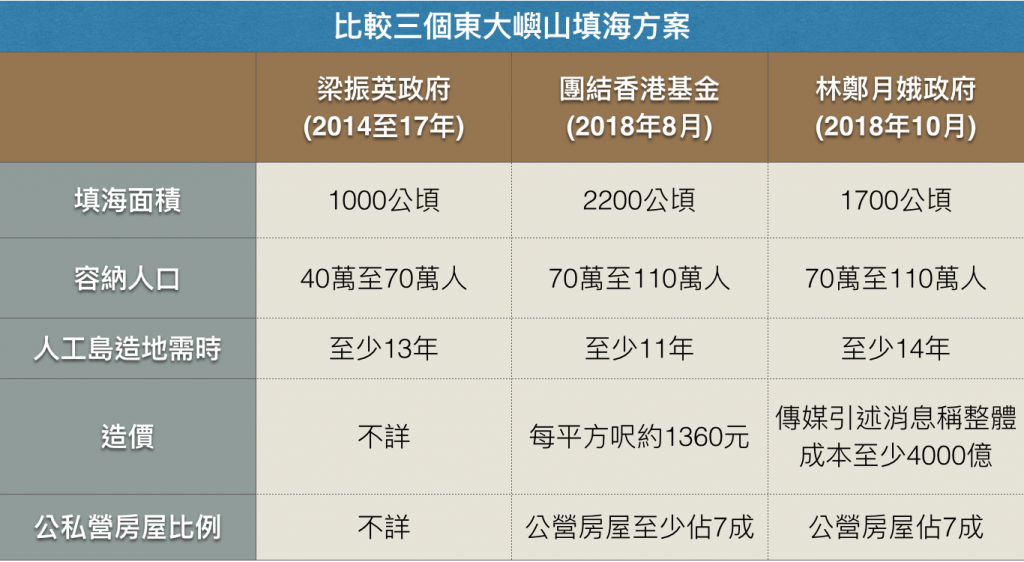 比較三個東大嶼山填海方案
梁振英政府
(2014至17年)
團結香港基金
(2018年8月)
林鄭月娥政府
(2018年10月)
填海面積
1000公頃
2200公頃
1700公頃
容納人口
40萬至70萬人
70萬至110萬人
70萬至110萬人
人工島造地需時
至少13年
至少11年
至少14年
造價
不詳
每平方呎約1360元
傳媒引述消息稱整體
成本至少4000億
公私營房屋比例
不詳
公營房屋至少佔7成
公營房屋佔7成